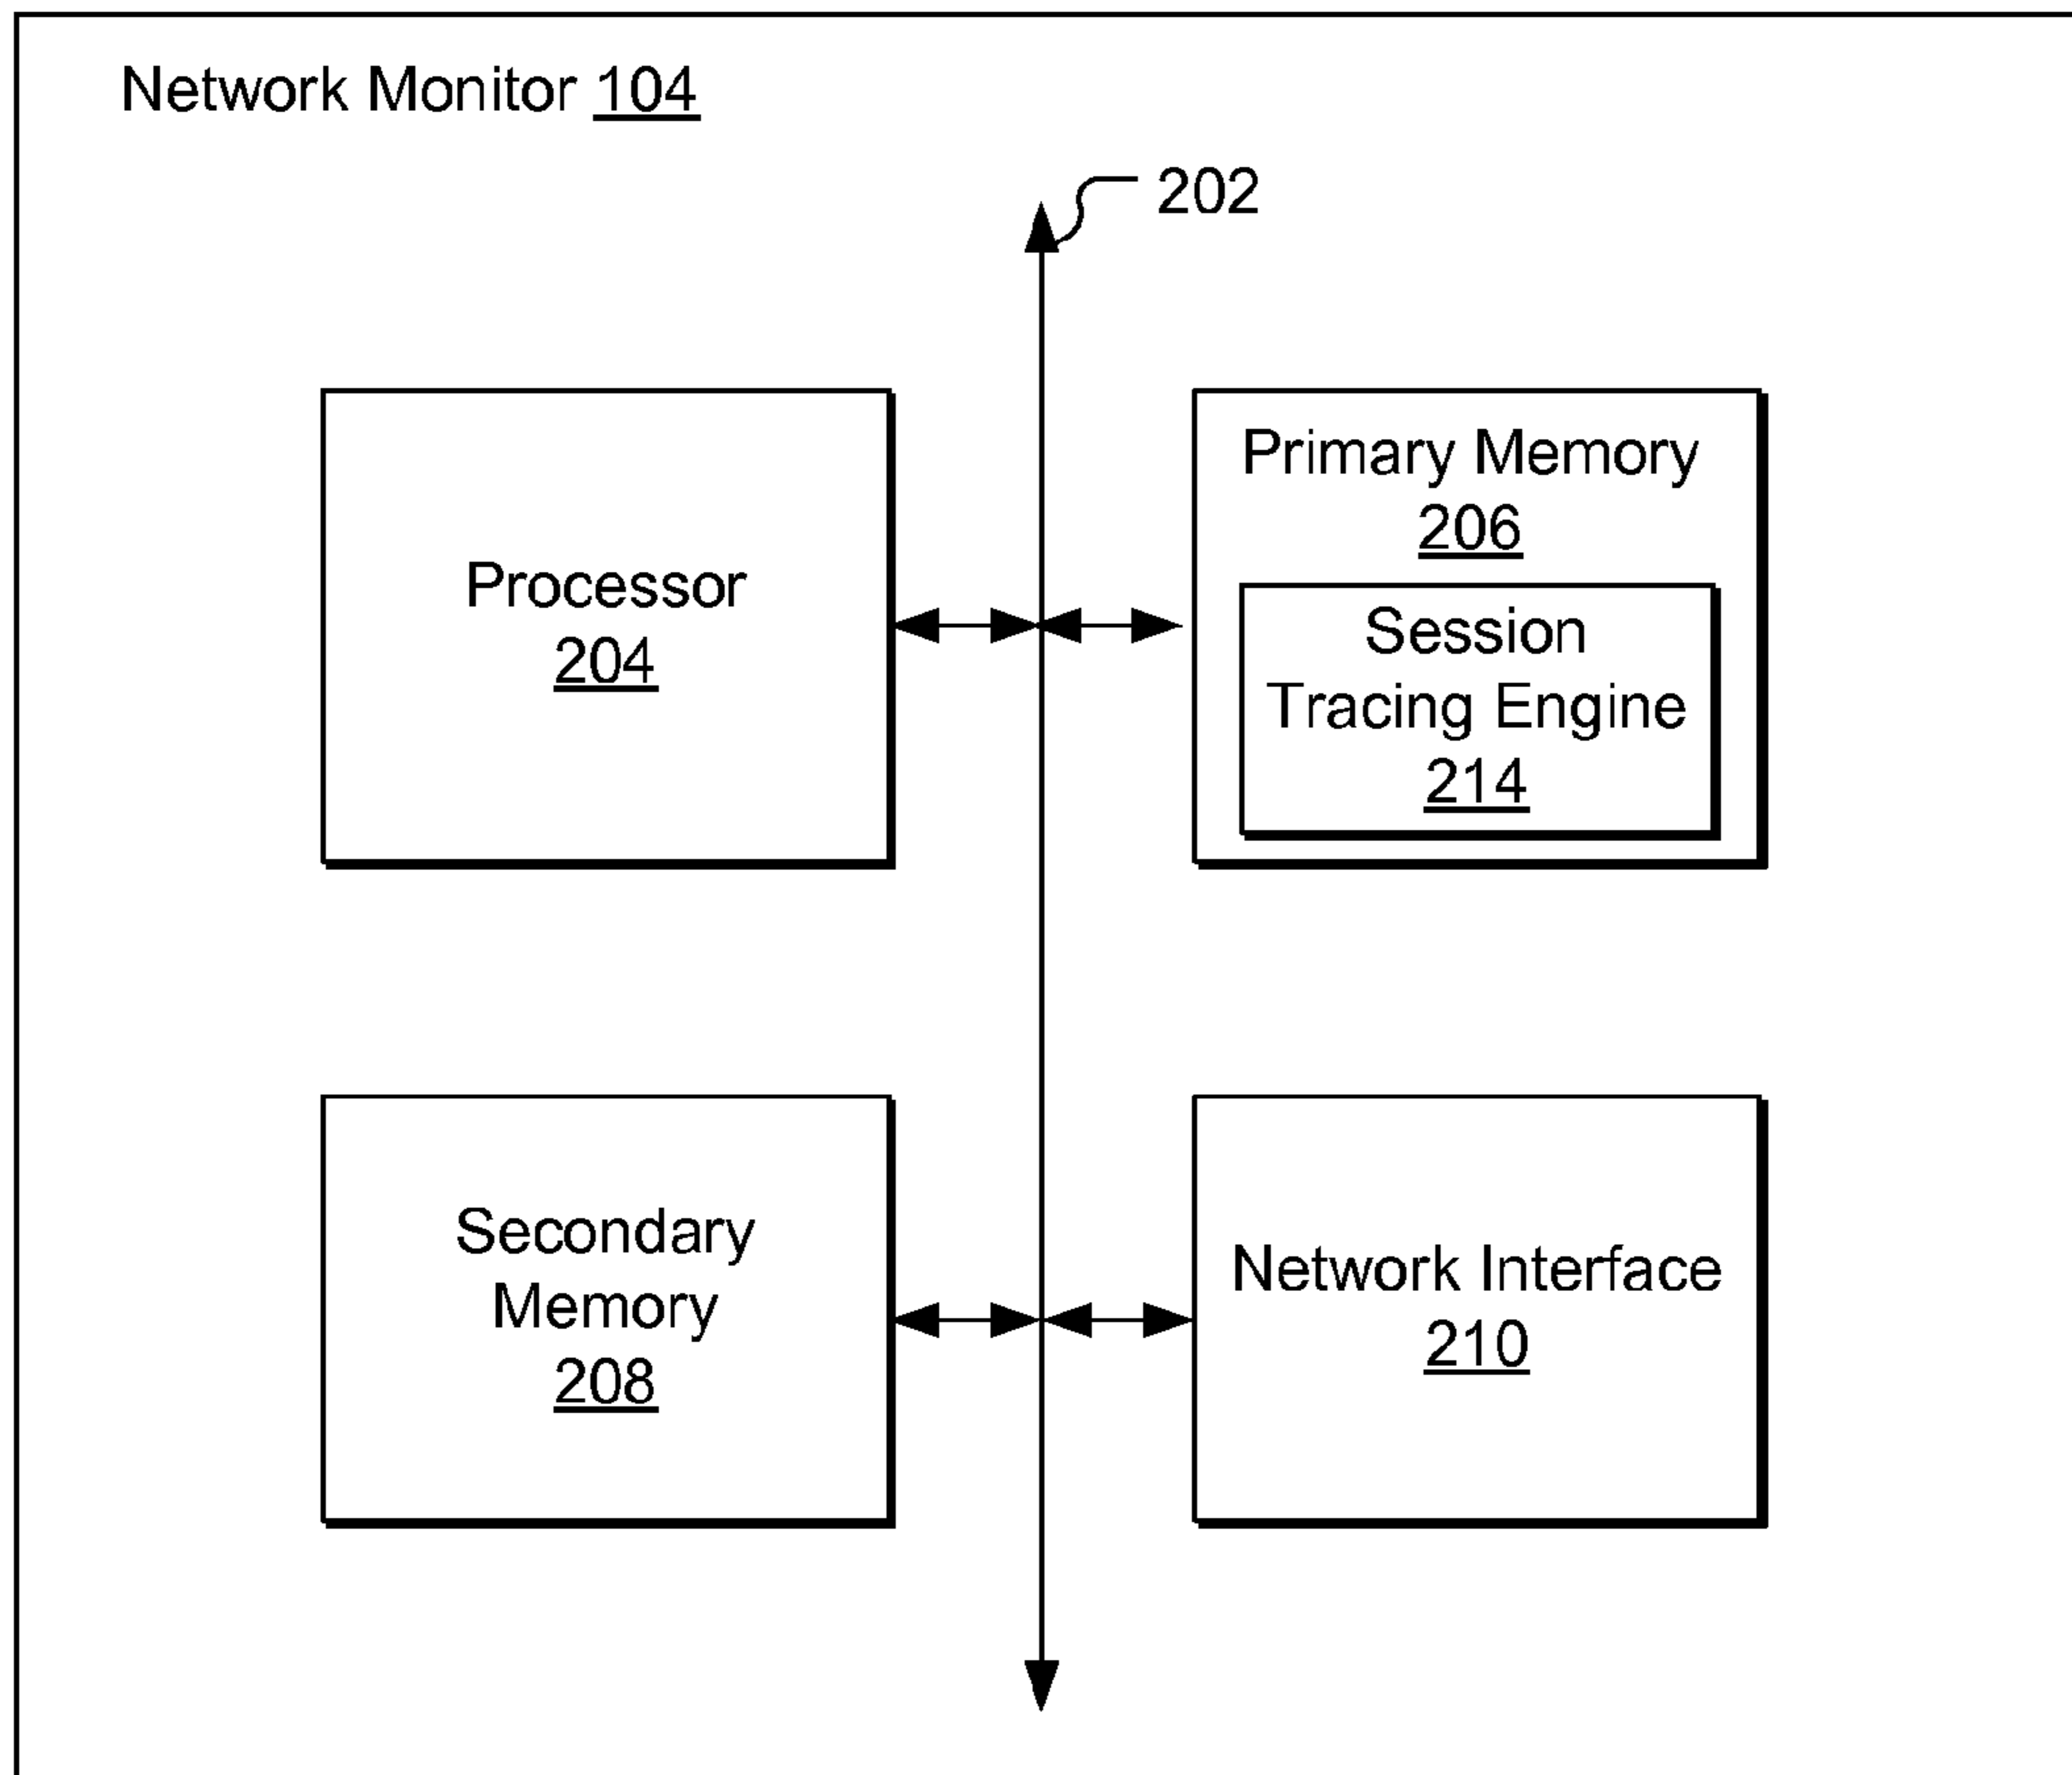 Network Monitor 104
202
Processor
204
Primary Memory
206
Session
Tracing Engine
214
Secondary
Memory
208
Network Interface
210